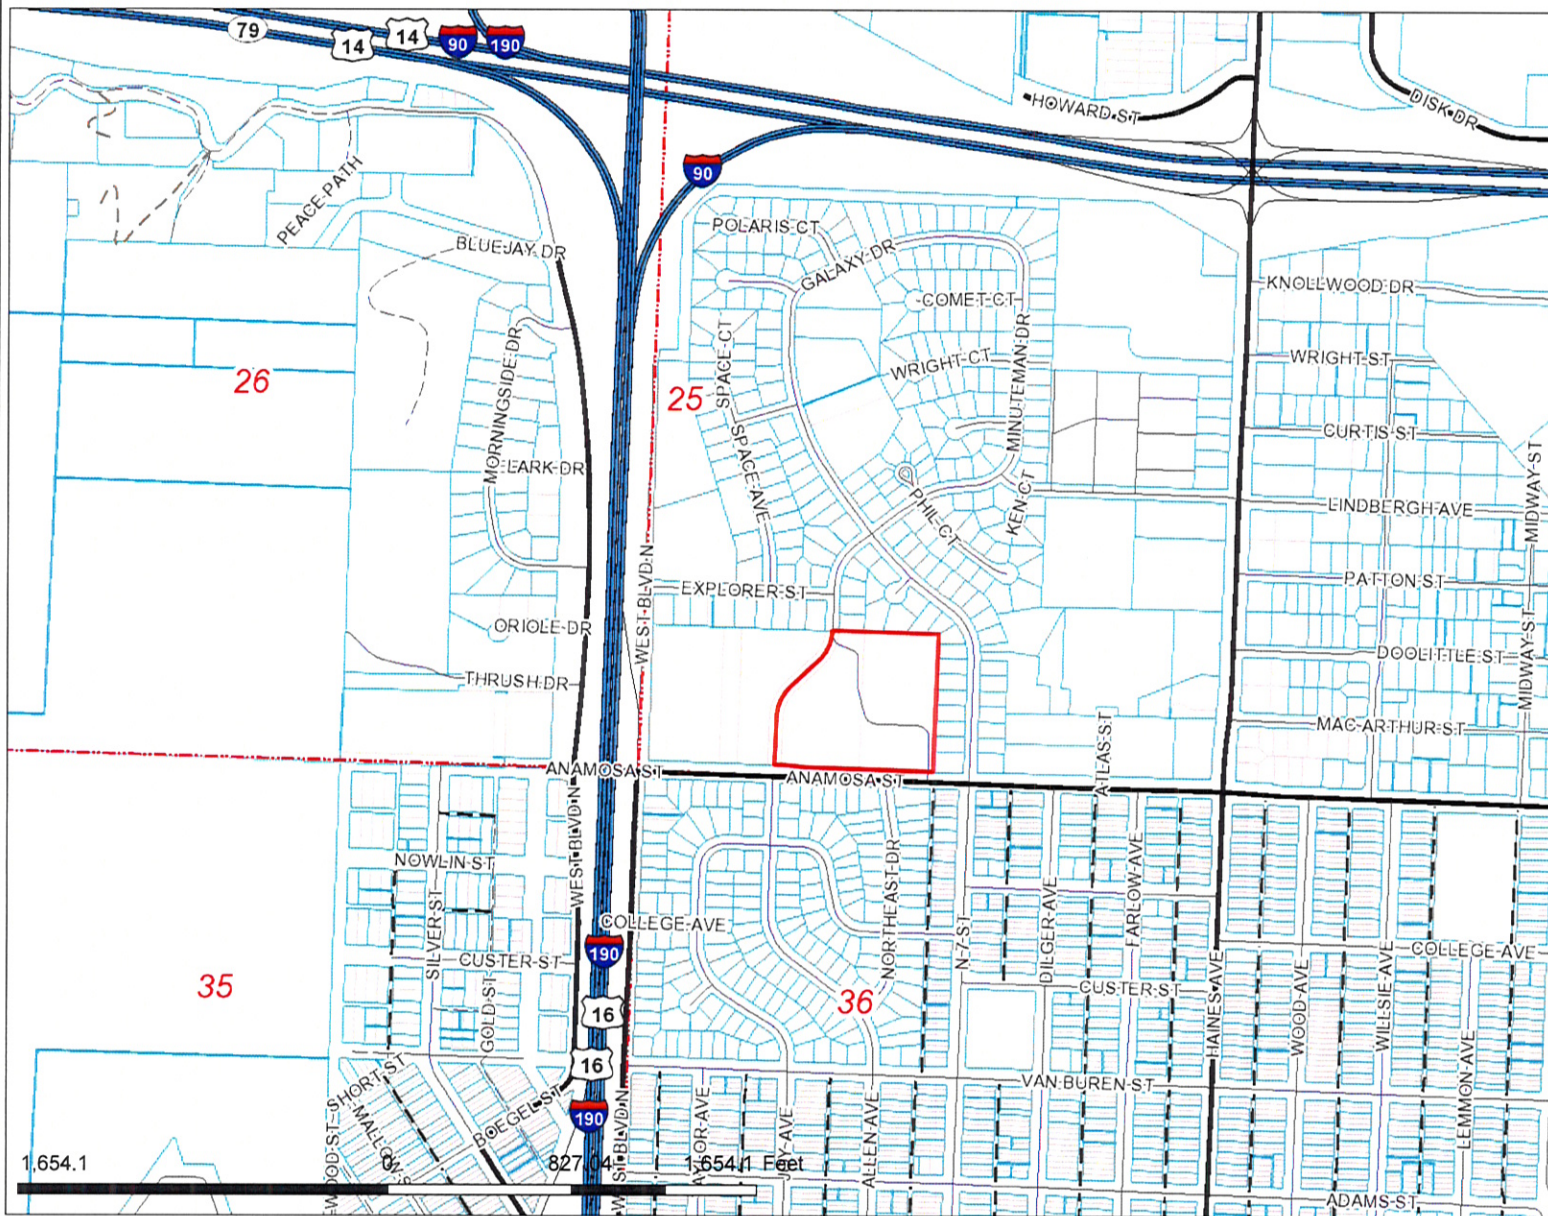 79
14
14
90
190
HOWARD ST
DISK DR
90
PEACE PATH
BLUEJAY DR
POLARIS CT
GALAXY DR
COMET CT
KNOLLWOOD DR
MORNINGSIDE DR
SPACE CT
WRIGHT CT
MINUTEMAN DR
WRIGHT ST
26
25
CURTIS ST
LARK DR
SPACE AVE
PHIL CT
KEN CT
LINDBERGH AVE
MIDWAY ST
WEST BLVD N
EXPLORER ST
PATTON ST
ORIOLE DR
DOOLITTLE ST
MIDWAY ST
THRUSH DR
MAC ARTHUR ST
ATLAS ST
ANAMOSA ST
ANAMOSA ST
WEST BLVD N
NOWLIN ST
SILVER ST
NORTHEAST DR
FARLOW AVE
COLLEGE AVE
N 7 ST
DILGER AVE
COLLEGE AVE
190
CUSTER ST
CUSTER ST
35
36
GOLD ST
16
HAINES AVE
WOOD AVE
WILLSIE AVE
LEMMON AVE
16
SHORT ST
VAN BUREN ST
BOEGEL ST
190
WOOD ST
ALLEN AVE
1,654.1
0
827.04
1,654.1 Feet
ADAMS ST